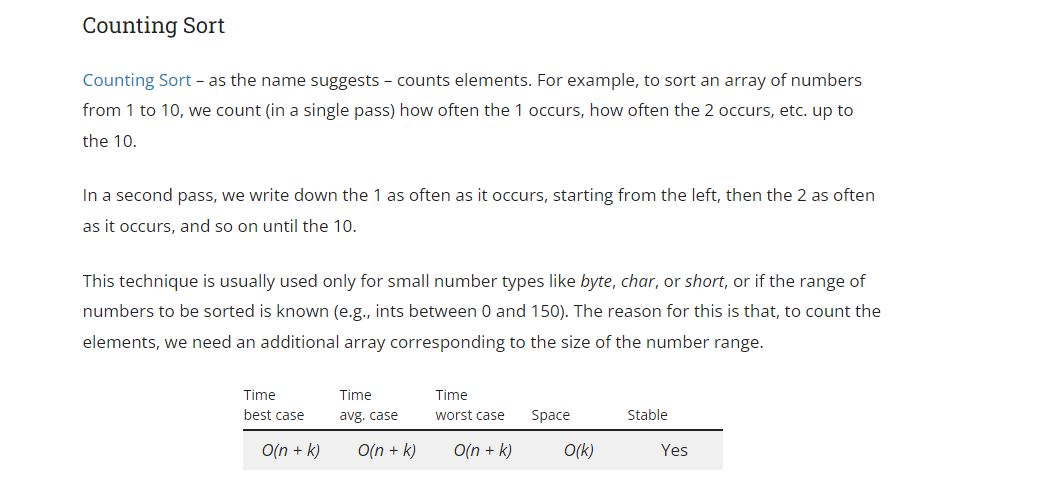 Counting Sort
Counting Sort – as the name suggests – counts elements. For example, to sort an array of numbers
from 1 to 10, we count (in a single pass) how often the 1 occurs, how often the 2 occurs, etc. up to
the 10.
In a second pass, we write down the 1 as often as it occurs, starting from the left, then the 2 as often
as it occurs, and so on until the 10.
This technique is usually used only for small number types like byte, char, or short, or if the range of
numbers to be sorted is known (e.g., ints between 0 and 150). The reason for this is that, to count the
elements, we need an additional array corresponding to the size of the number range.
Time Time Time
best case avg. case worst case Space Stable
O(n + k) O(n + k) O(n + k) O(k) Yes